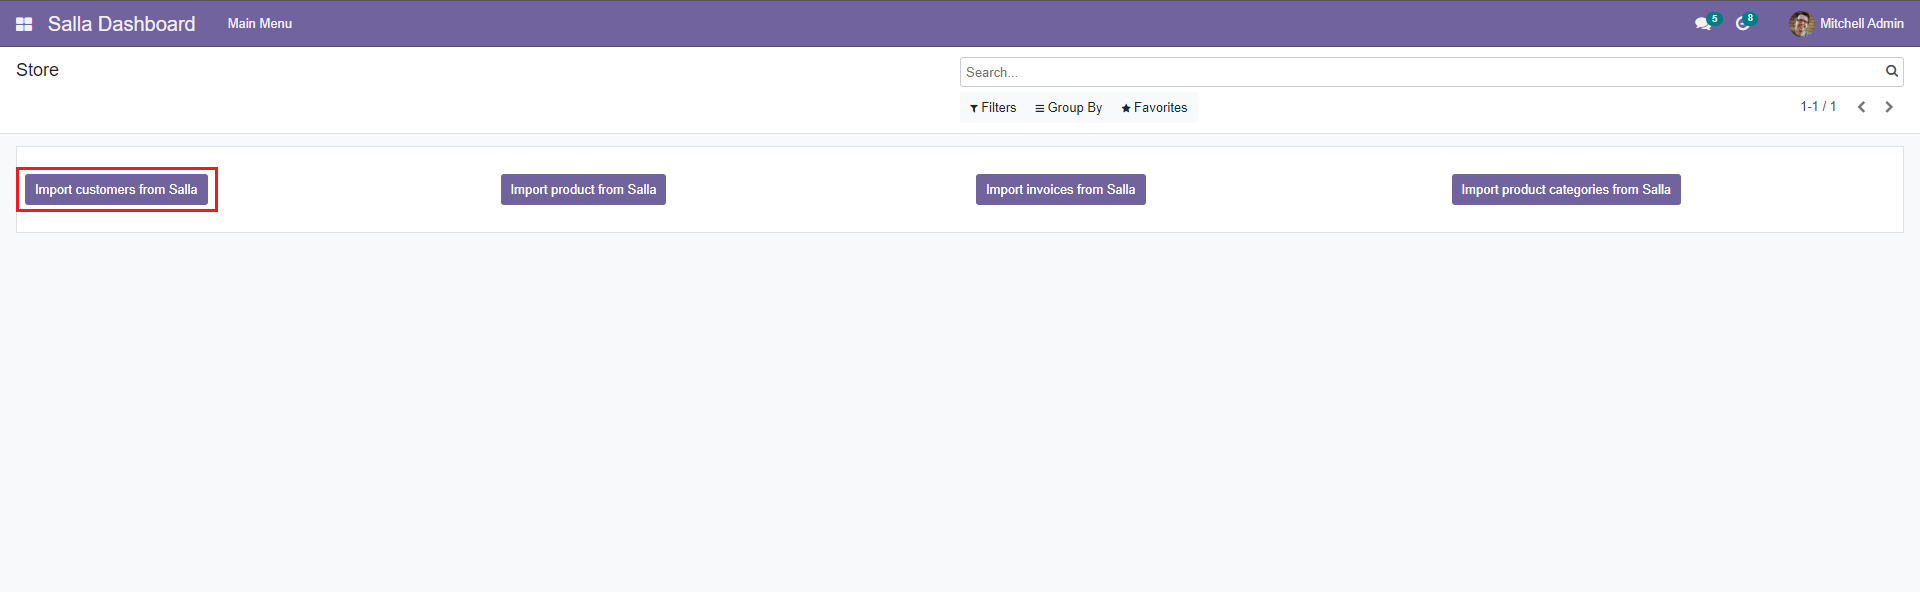 Salla Dashboard Main Menu 5 8 Mitchell Admin
Store
Search...
Filters Group By Favorites 1-1 / 1
Import customers from Salla Import product from Salla Import invoices from Salla Import product categories from Salla